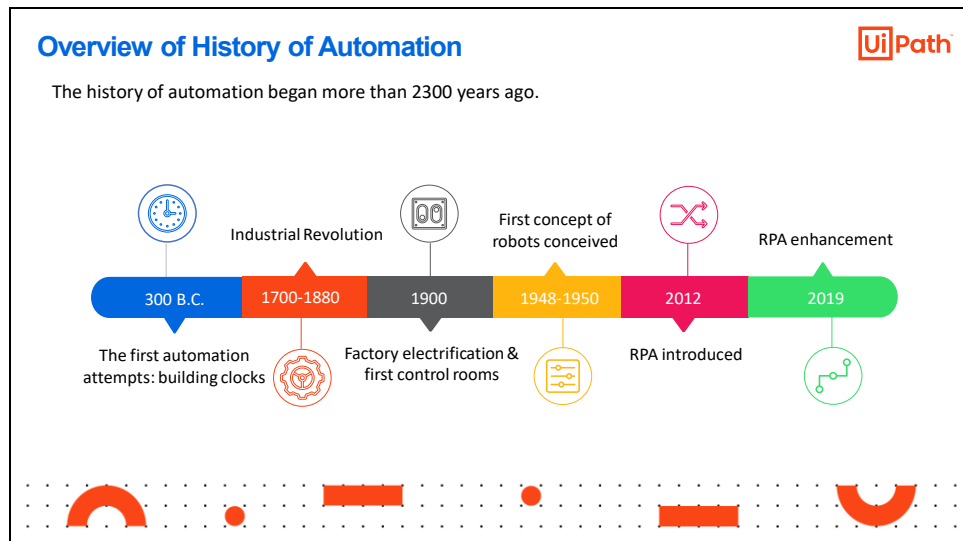 Overview of History of Automation
UiPath
The history of automation began more than 2300 years ago.
Industrial Revolution
First concept of
robots conceived
RPA enhancement
300 B.C.
1700-1880
1900
1948-1950
2012
2019
The first automation
attempts: building clocks
Factory electrification &
first control rooms
RPA introduced